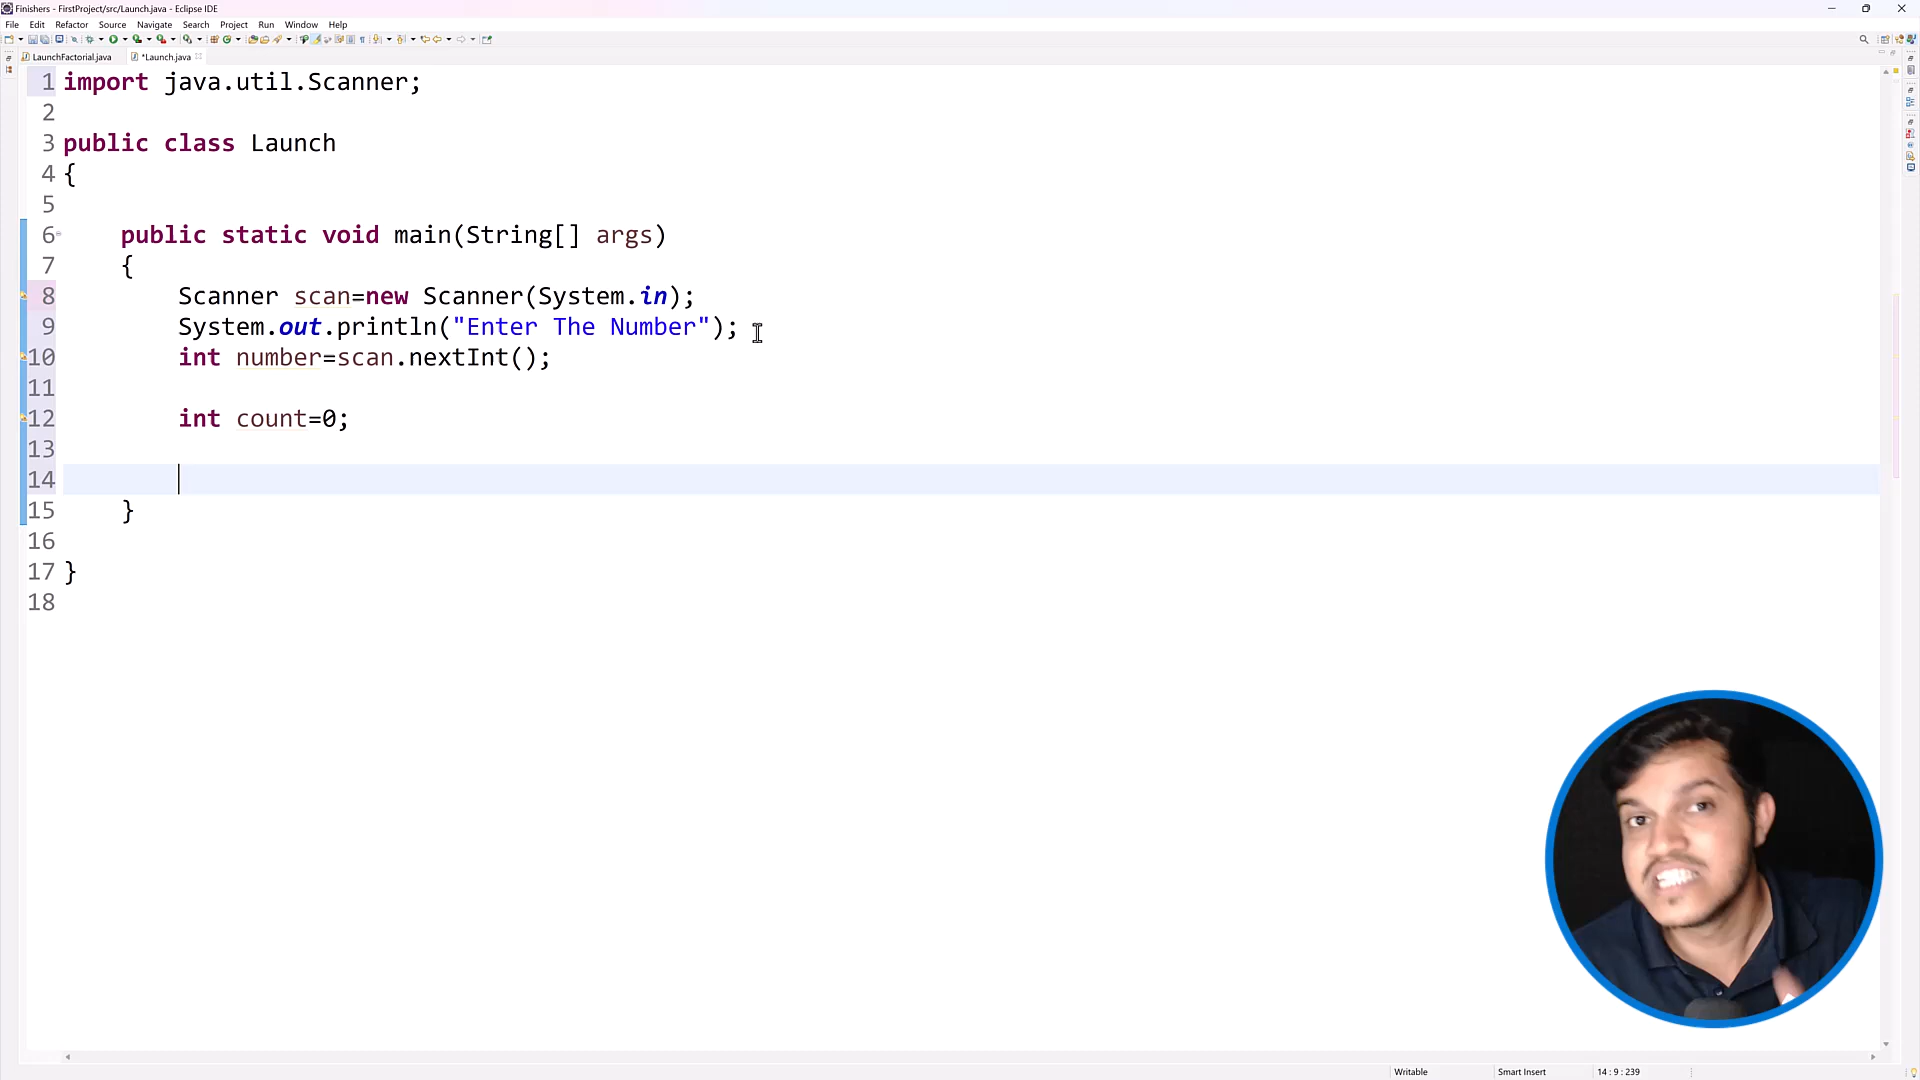 Finishers - FirstProject/src/Launch.java - Eclipse IDE
File Edit Refactor Source Navigate Search Project Run Window Help
LaunchFactorial.java *Launch.java
1 import java.util.Scanner;
2
3 public class Launch
4 {
5
6 public static void main(String[] args)
7 {
8 Scanner scan=new Scanner(System.in);
9 System.out.println("Enter The Number");
10 int number=scan.nextInt();
11
12 int count=0;
13
14
15 }
16
17 }
18
Writable Smart Insert 14 : 9 : 239